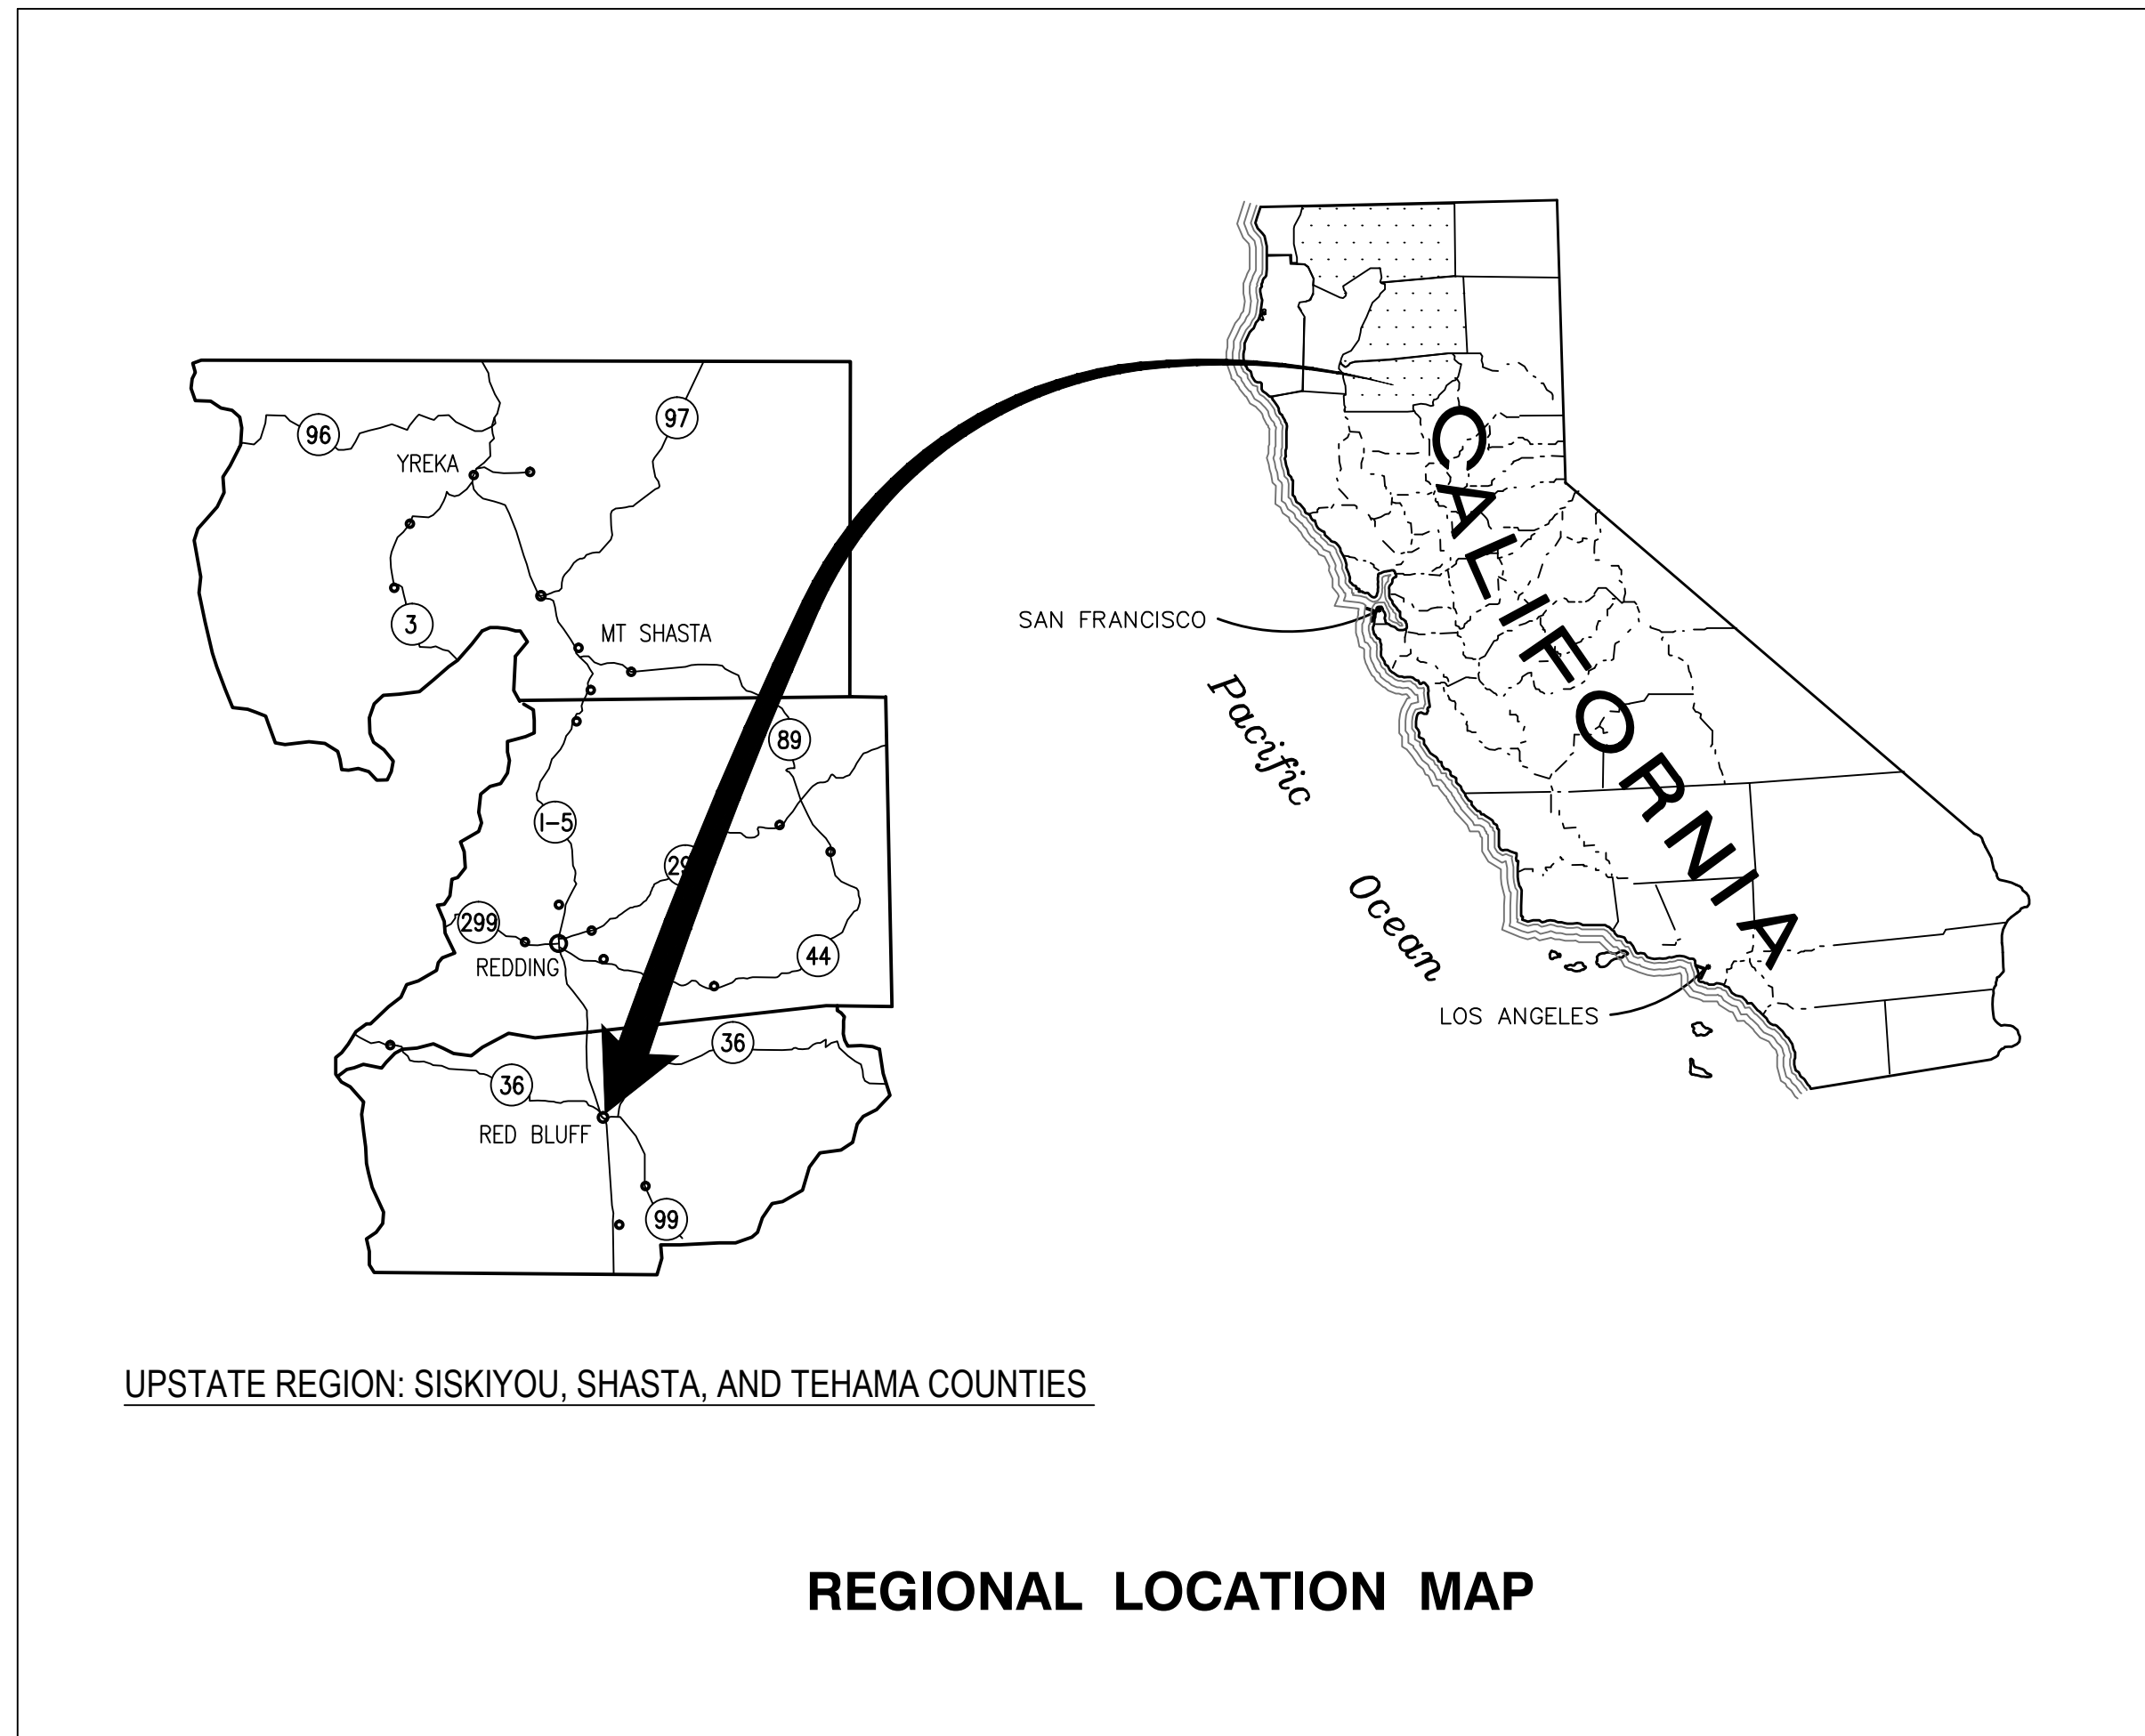 96
97
YREKA
3
MT SHASTA
SAN FRANCISCO
CALIFORNIA
Pacific
Ocean
89
I-5
299
REDDING
44
LOS ANGELES
36
36
RED BLUFF
99
UPSTATE REGION: SISKIYOU, SHASTA, AND TEHAMA COUNTIES
REGIONAL LOCATION MAP